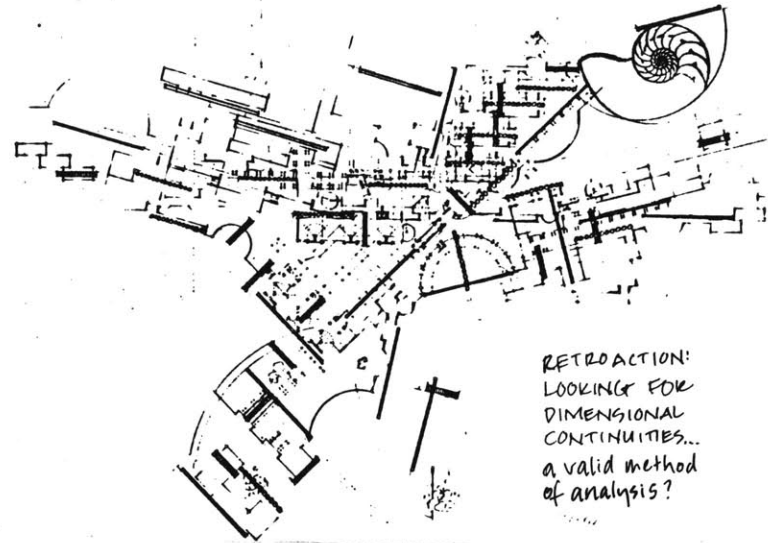 RETROACTION:
LOOKING FOR
DIMENSIONAL
CONTINUITIES...
a valid method
of analysis?